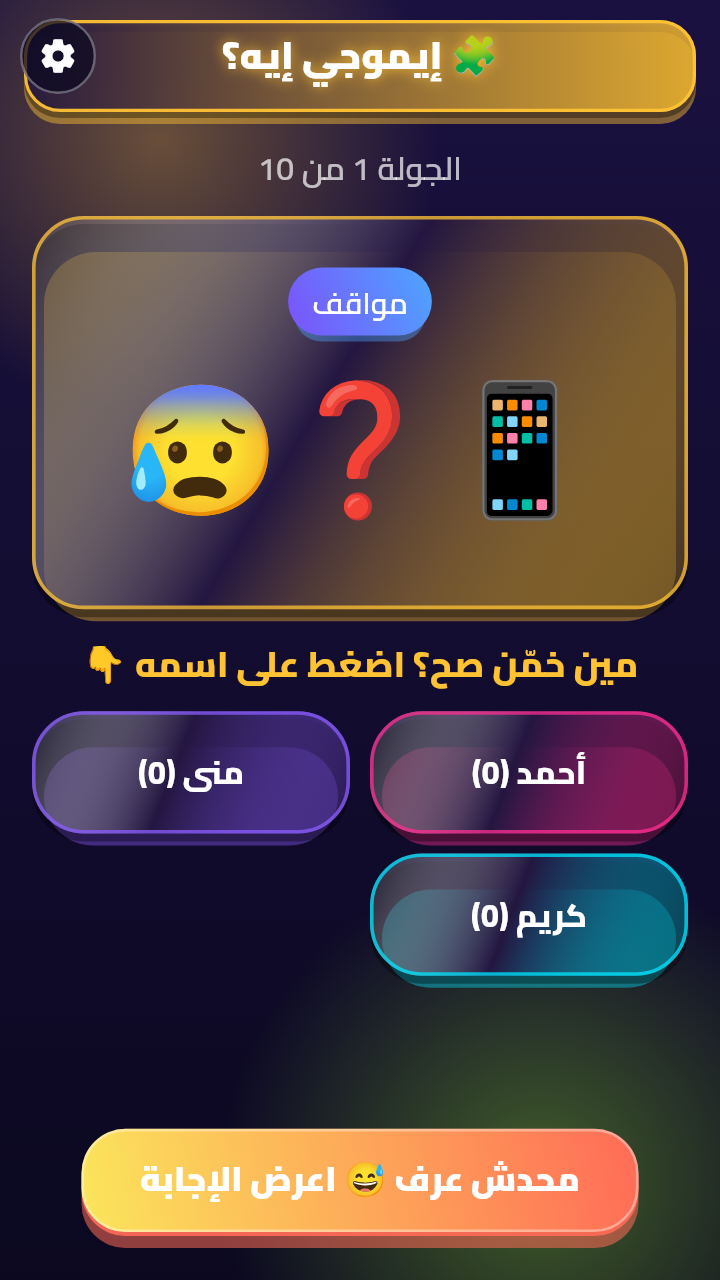 🧩 إيموجي إيه؟
الجولة 1 من 10
مواقف
📱❓😰
مين خمّن صح؟ اضغط على اسمه 👇
أحمد (0)
منى (0)
كريم (0)
محدش عرف 😅 اعرض الإجابة